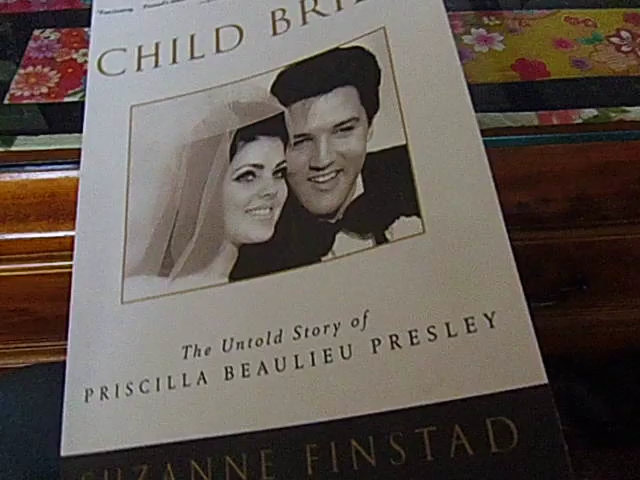 CHILD BRI
The Untold Story of
PRISCILLA BEAULIEU PRESLEY
SUZANNE FINSTAD